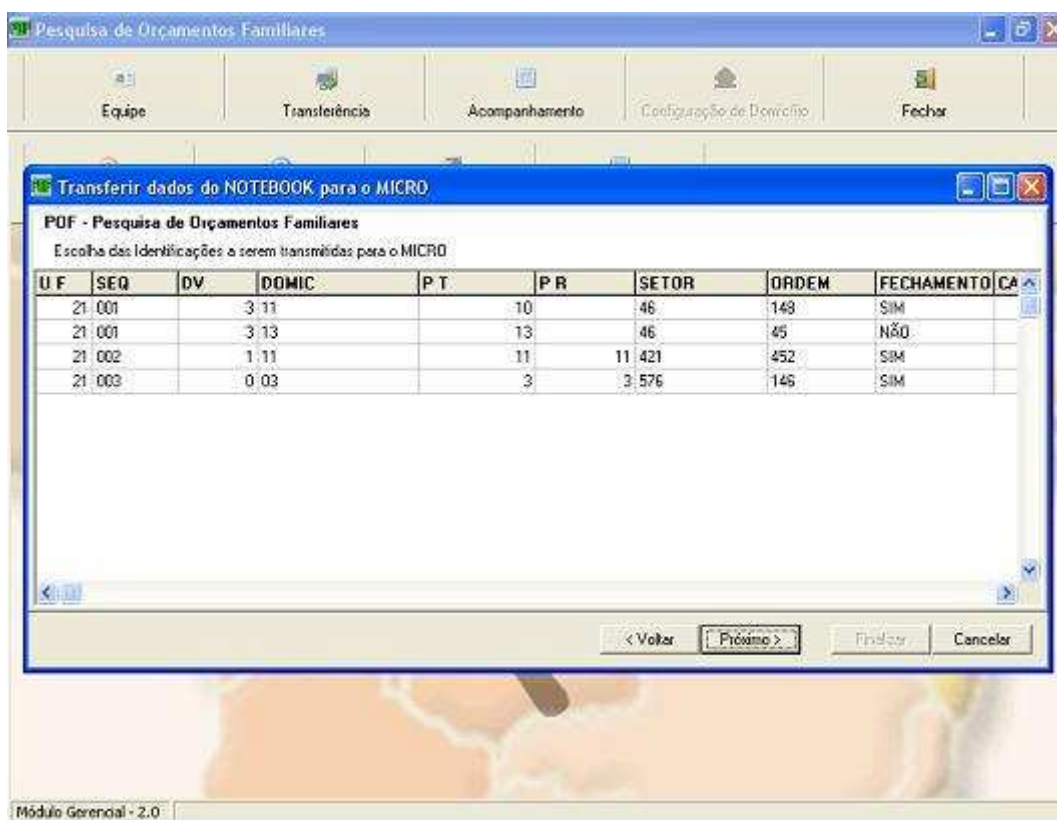 Pesquisa de Orçamentos Familiares
Equipe Transferência Acompanhamento Configuração de Domicílio Fechar
Transferir dados do NOTEBOOK para o MICRO
POF - Pesquisa de Orçamentos Familiares
Escolha das Identificações a serem transmitidas para o MICRO
U F SEQ DV DOMIC P T P R SETOR ORDEM FECHAMENTO CA
21 001 3 11 10 46 148 SIM
21 001 3 13 13 46 45 NÃO
21 002 1 11 11 11 421 452 SIM
21 003 0 03 3 3 576 146 SIM
< Voltar Próximo > Finalizar Cancelar
Módulo Gerencial - 2.0